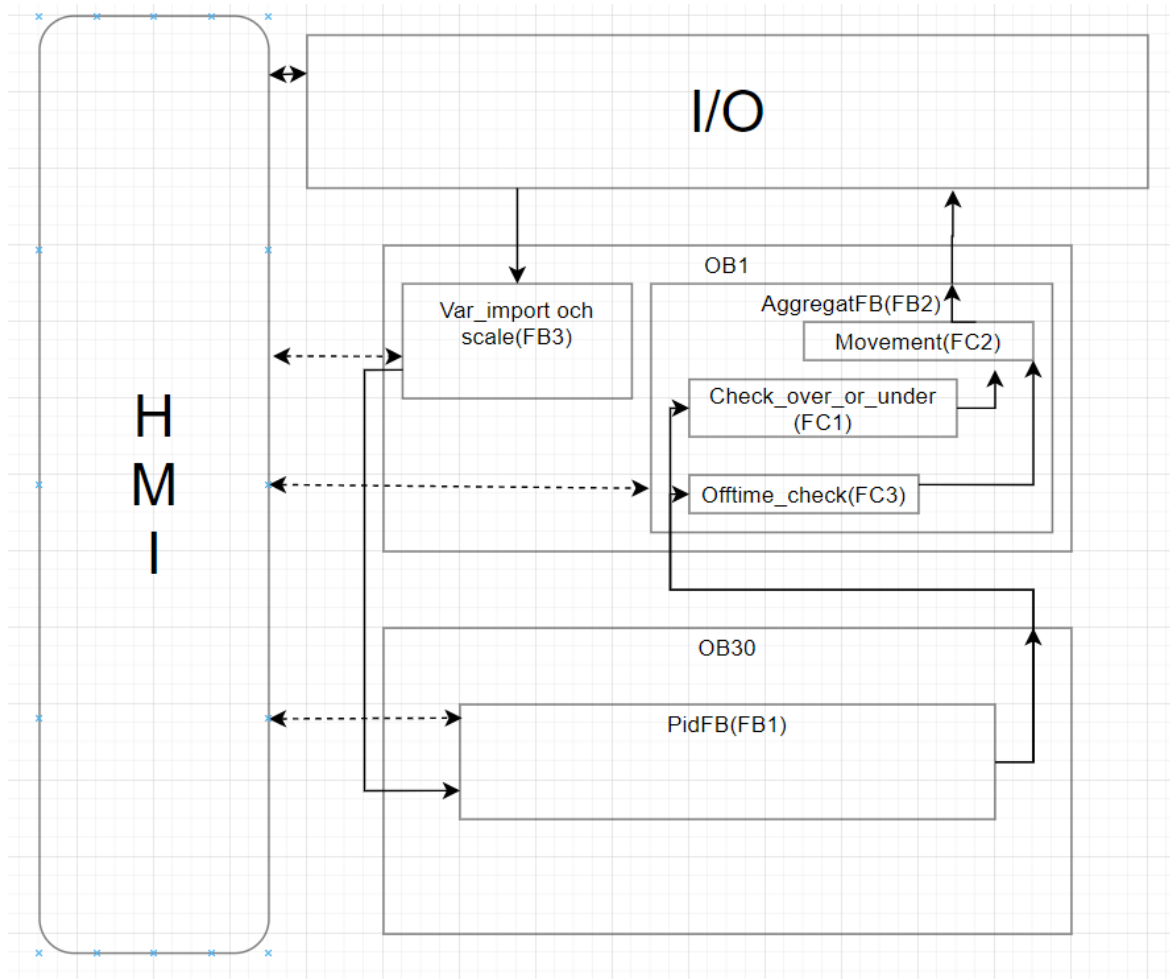 I/O
OB1
Var_import och
scale(FB3)
AggregatFB(FB2)
Movement(FC2)
Check_over_or_under
(FC1)
Offtime_check(FC3)
H
M
I
OB30
PidFB(FB1)